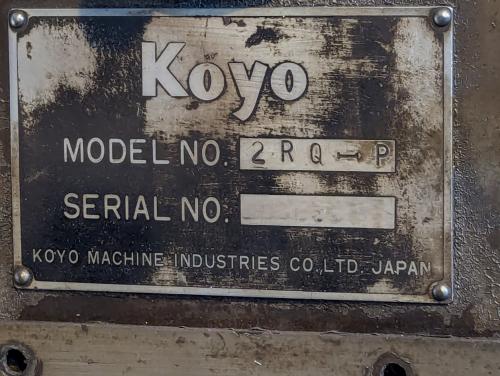 Koyo
MODEL NO. 2RQ-P
SERIAL NO.
KOYO MACHINE INDUSTRIES CO.,LTD. JAPAN